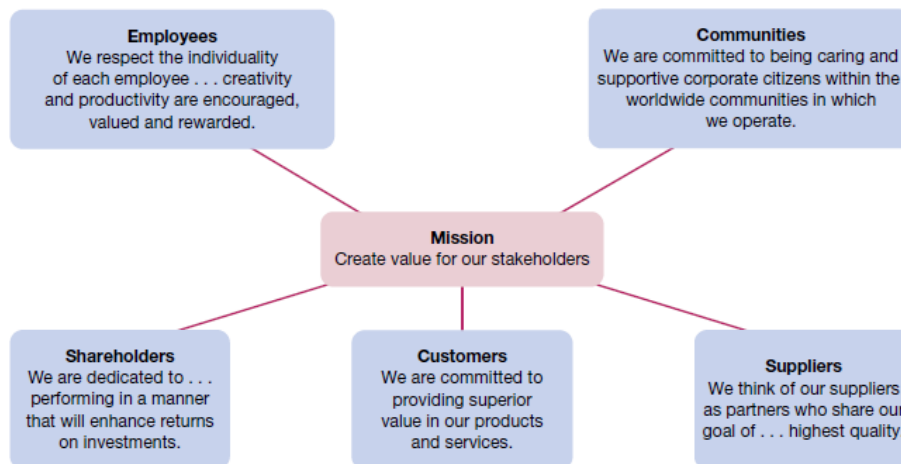 Employees
We respect the individuality
of each employee . . . creativity
and productivity are encouraged,
valued and rewarded.
Communities
We are committed to being caring and
supportive corporate citizens within the
worldwide communities in which
we operate.
Mission
Create value for our stakeholders
Shareholders
We are dedicated to . . .
performing in a manner
that will enhance returns
on investments.
Customers
We are committed to
providing superior
value in our products
and services.
Suppliers
We think of our suppliers
as partners who share our
goal of . . . highest quality